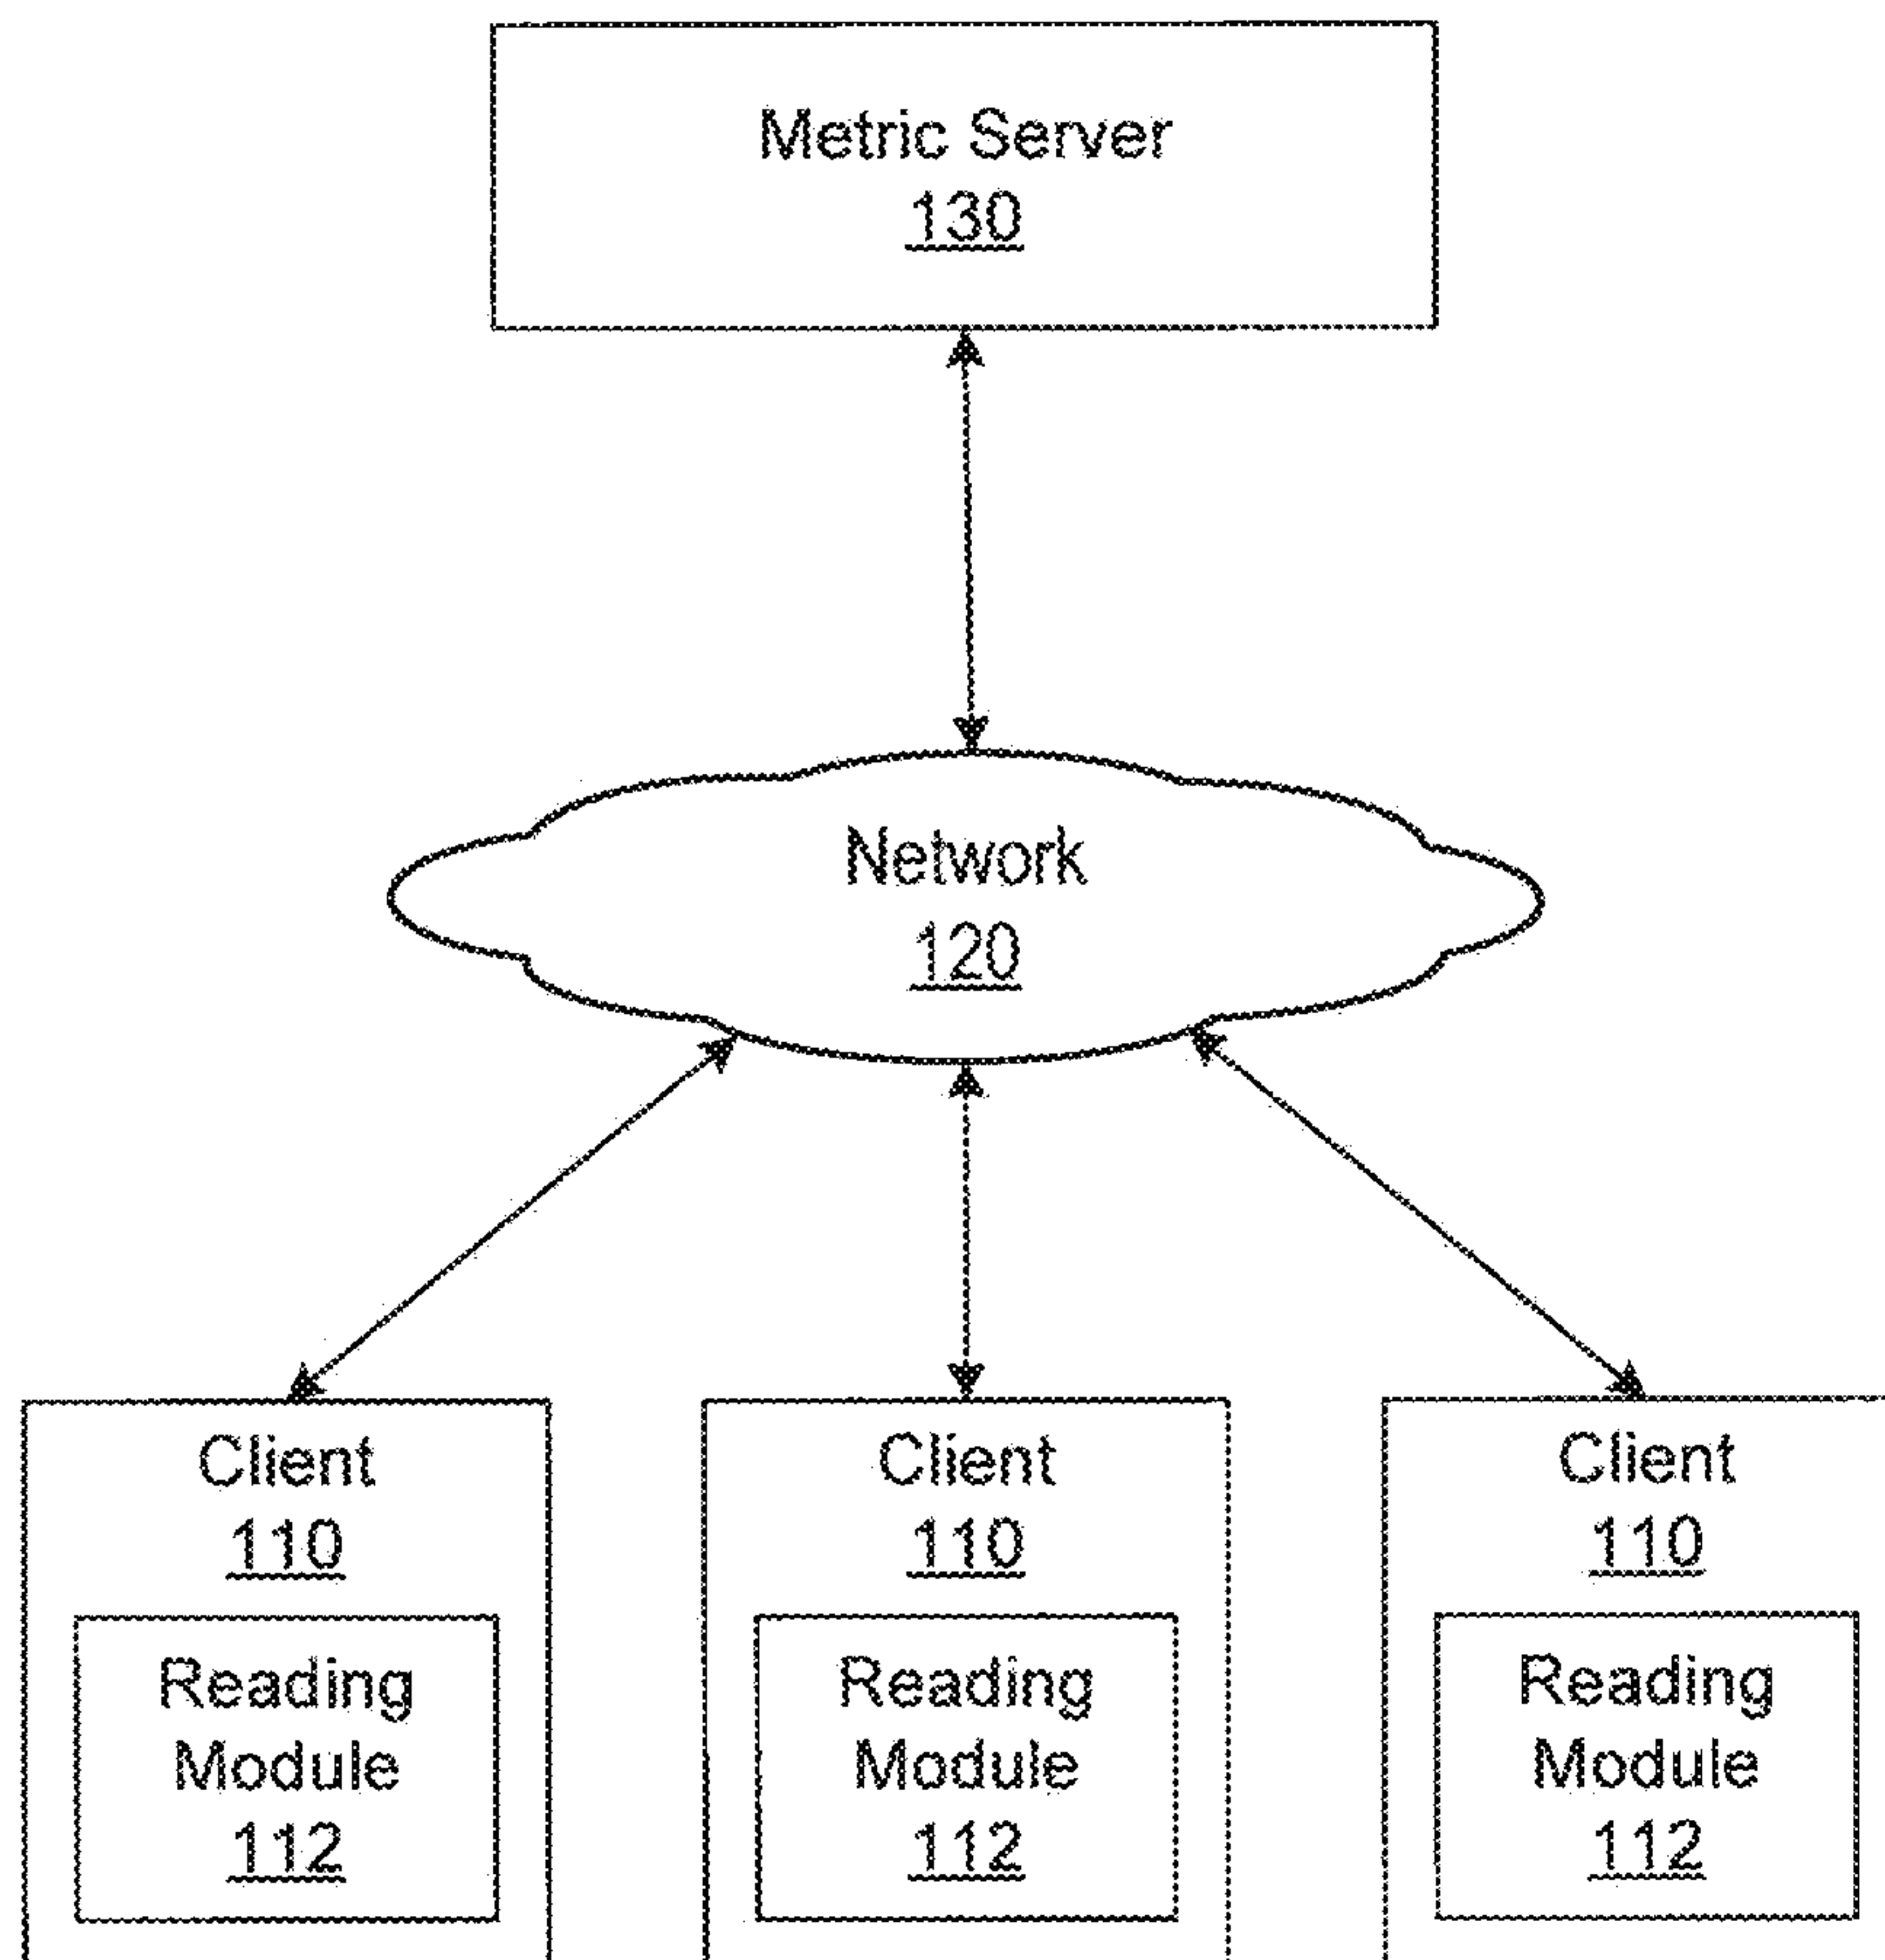 Metric Server
130
Network
120
Client
110
Reading
Module
112
Client
110
Reading
Module
112
Client
110
Reading
Module
112